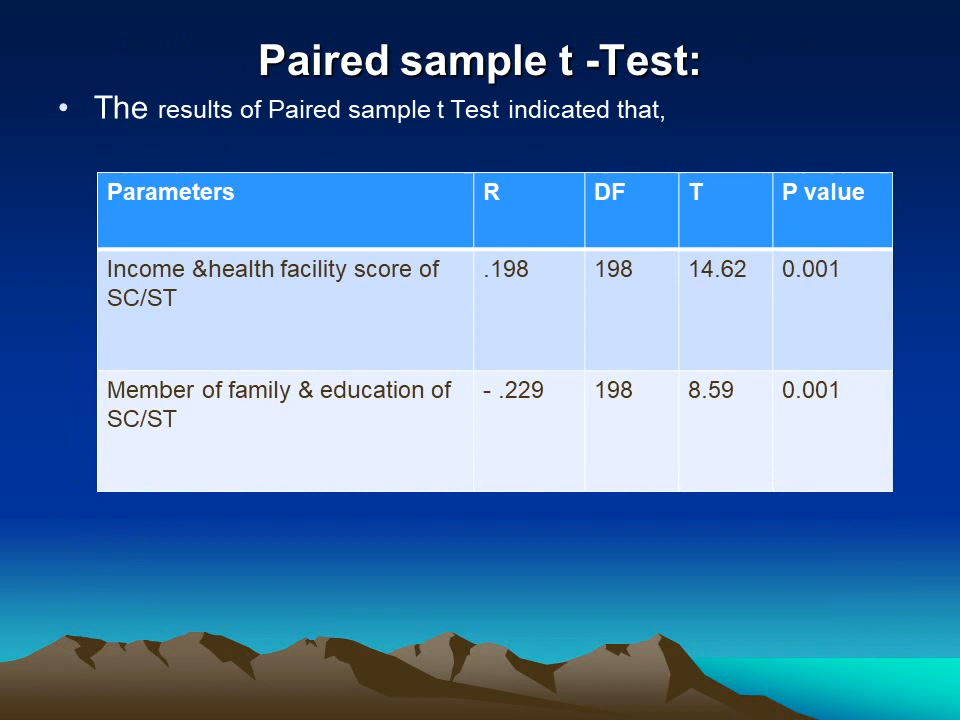 Paired sample t -Test:
• The results of Paired sample t Test indicated that,
Parameters R DF T P value
Income &health facility score of .198 198 14.62 0.001
SC/ST
Member of family & education of - .229 198 8.59 0.001
SC/ST